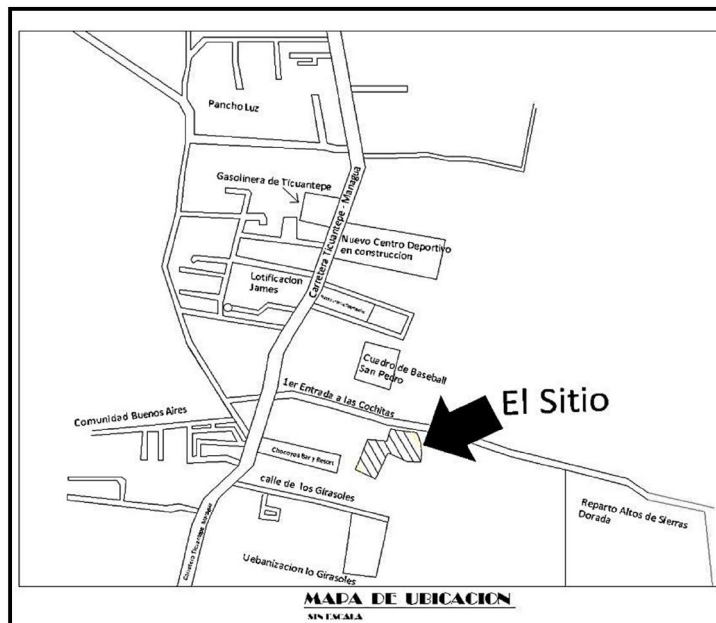 Pancho Luz
Gasolinera de Ticuantepe
Carretera Ticuantepe - Managua
Nuevo Centro Deportivo
en construccion
Lotificacion
James
Cuadro de Baseball
San Pedro
1er Entrada a las Cochitas
El Sitio
Comunidad Buenos Aires
Bar y Resort
calle de los Girasoles
Reparto Altos de Sierras
Dorada
Carretera Ticuantepe
Uebanizacion lo Girasoles
MAPA DE UBICACION
SIN ESCALA